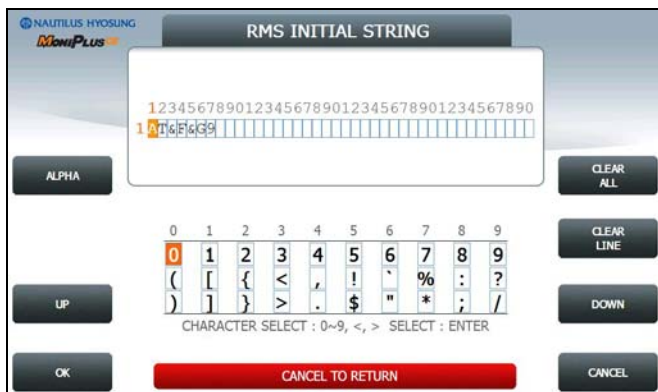 NAUTILUS HYOSUNG
MoniPlus CE
RMS INITIAL STRING
1234567890123456789012345678901234567890
1 AT&F&G9
ALPHA
CLEAR ALL
0 1 2 3 4 5 6 7 8 9
CLEAR LINE
0 1 2 3 4 5 6 7 8 9
( [ { < , ! ` % : ?
) ] } > . $ " * ; /
UP
DOWN
CHARACTER SELECT : 0~9, <, > SELECT : ENTER
OK
CANCEL TO RETURN
CANCEL